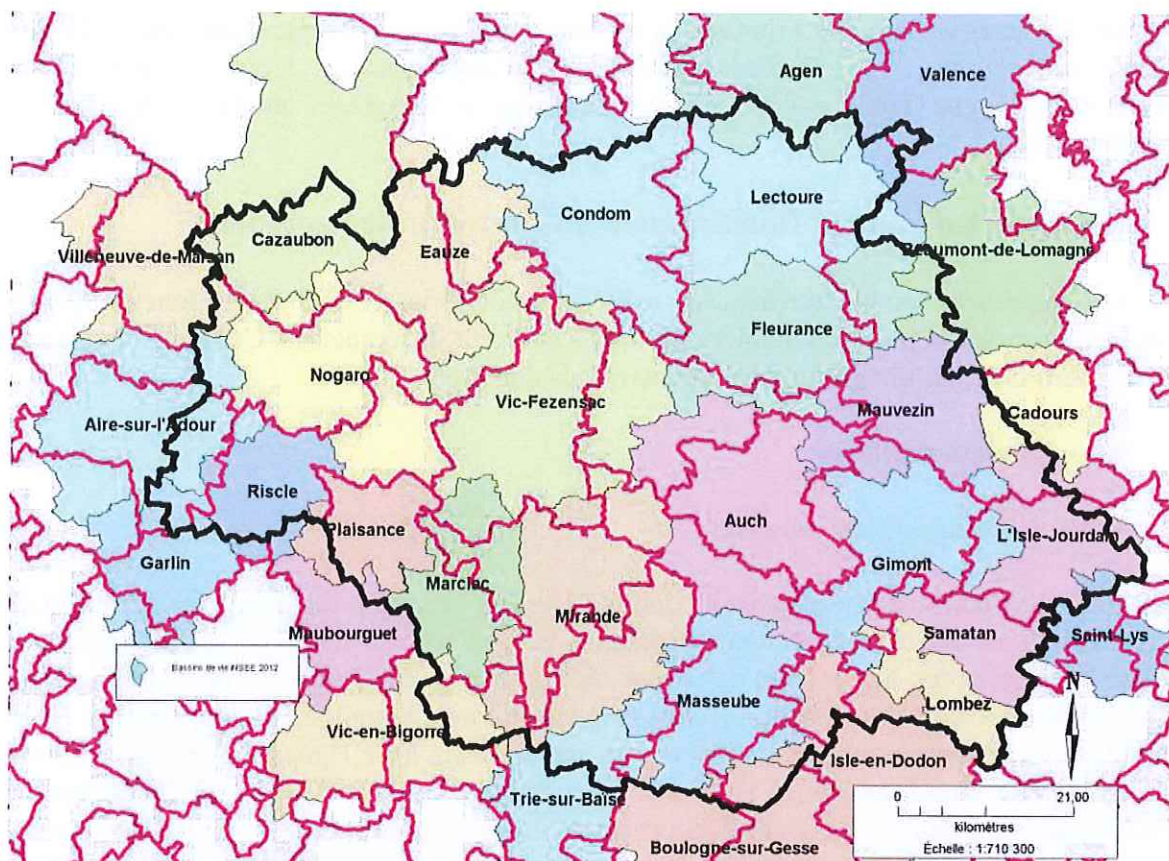 Agen
Valence
Condom
Lectoure
Cazaubon
Eauze
Villeneuve-de-Marsan
Beaumont-de-Lomagne
Fleurance
Nogaro
Vic-Fezensac
Mauvezin
Cadours
Aire-sur-l'Adour
Riscle
Plaisance
Auch
L'Isle-Jourdain
Garlin
Marciac
Gimont
Mirande
Maubourguet
Samatan
Saint-Lys
Bassins de vie INSEE 2012
N
Masseube
Lombez
Vic-en-Bigorre
L'Isle-en-Dodon
Trie-sur-Baïse
0 21,00
kilomètres
Boulogne-sur-Gesse
Échelle : 1:710 300